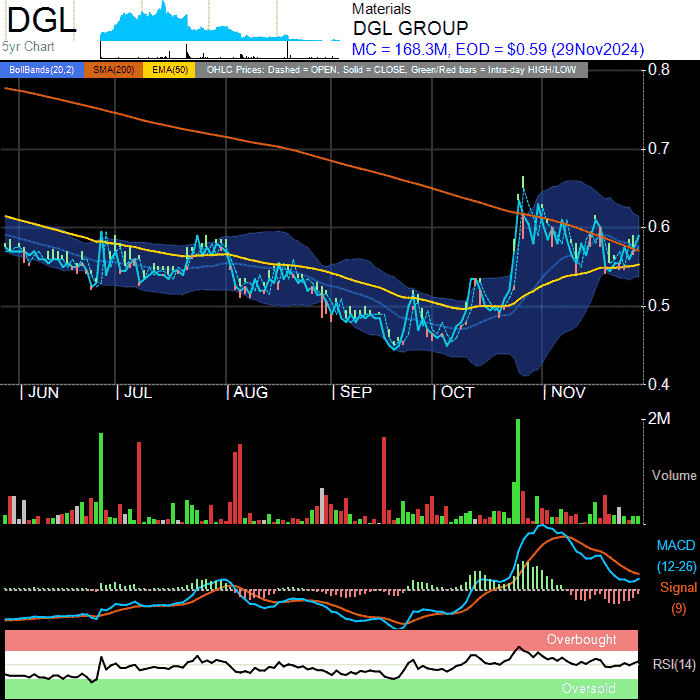 DGL
5yr Chart
Materials
DGL GROUP
MC = 168.3M, EOD = $0.59 (29Nov2024)
BollBands(20,2) SMA(200) EMA(50) OHLC Prices: Dashed = OPEN, Solid = CLOSE, Green/Red bars = Intra-day HIGH/LOW
0.8
0.7
0.6
0.5
0.4
JUN JUL AUG SEP OCT NOV
2M
Volume
MACD
(12-26)
Signal
(9)
Overbought
RSI(14)
Oversold